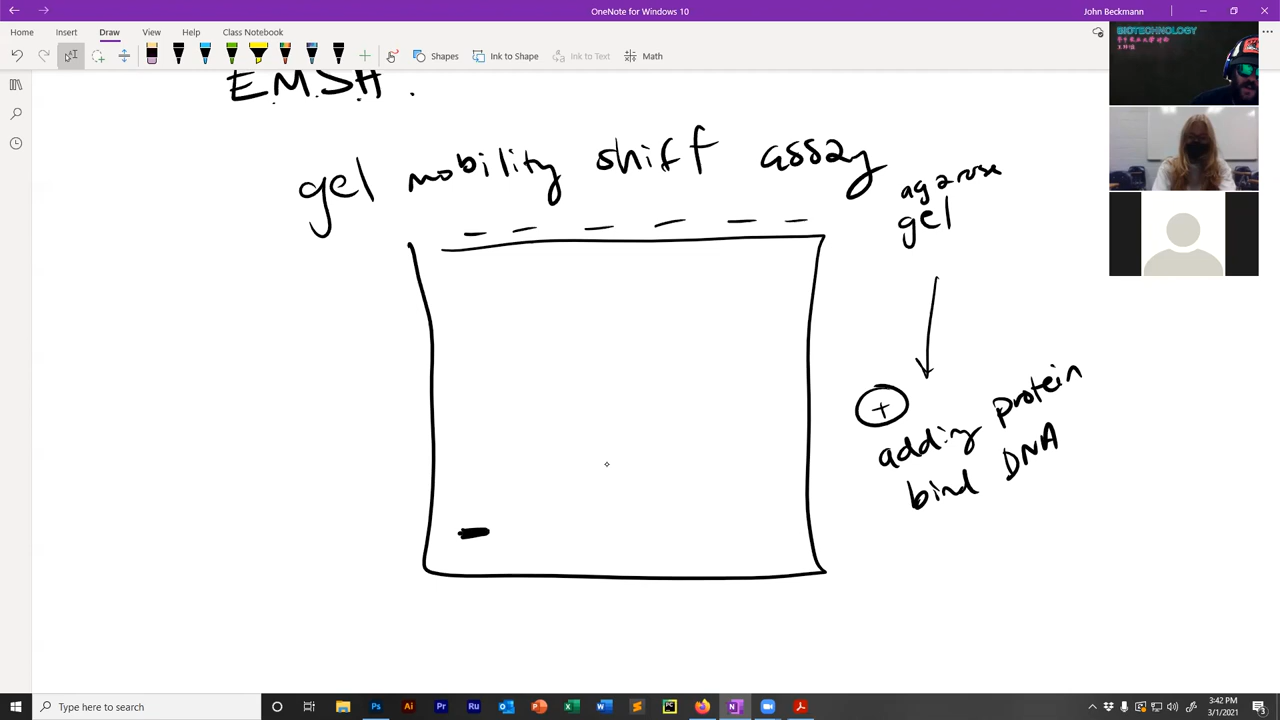 OneNote for Windows 10
John Beckmann
Home Insert Draw View Help Class Notebook
Shapes Ink to Shape Ink to Text Math
EMSA.
gel mobility shift assay
agarose
gel
+
adding protein
bind DNA
BIOTECHNOLOGY
Type here to search
3:42 PM
3/1/2021